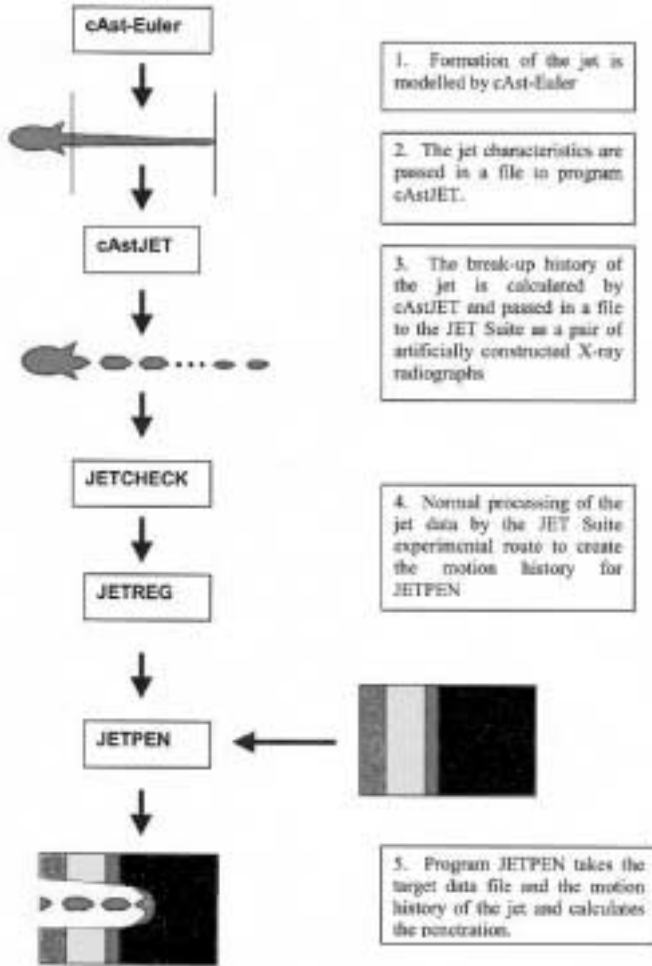 cAst-Euler
1. Formation of the jet is
modelled by cAst-Euler
2. The jet characteristics are
passed in a file to program
cAstJET.
cAstJET
3. The break-up history of
the jet is calculated by
cAstJET and passed in a file
to the JET Suite as a pair of
artificially constructed X-ray
radiographs
JETCHECK
4. Normal processing of the
jet data by the JET Suite
experimental route to create
the motion history for
JETPEN
JETREG
JETPEN
5. Program JETPEN takes the
target data file and the motion
history of the jet and calculates
the penetration.